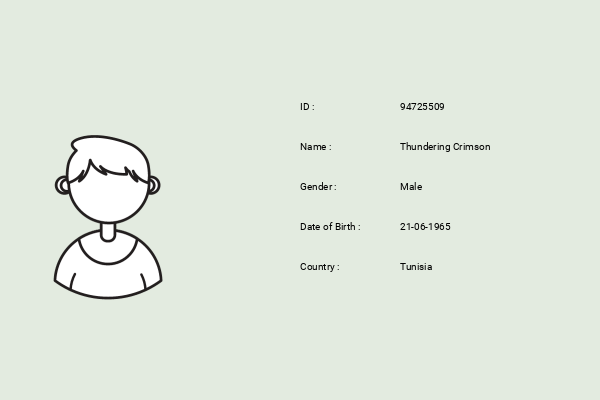 ID : 94725509
Name : Thundering Crimson
Gender : Male
Date of Birth : 21-06-1965
Country : Tunisia